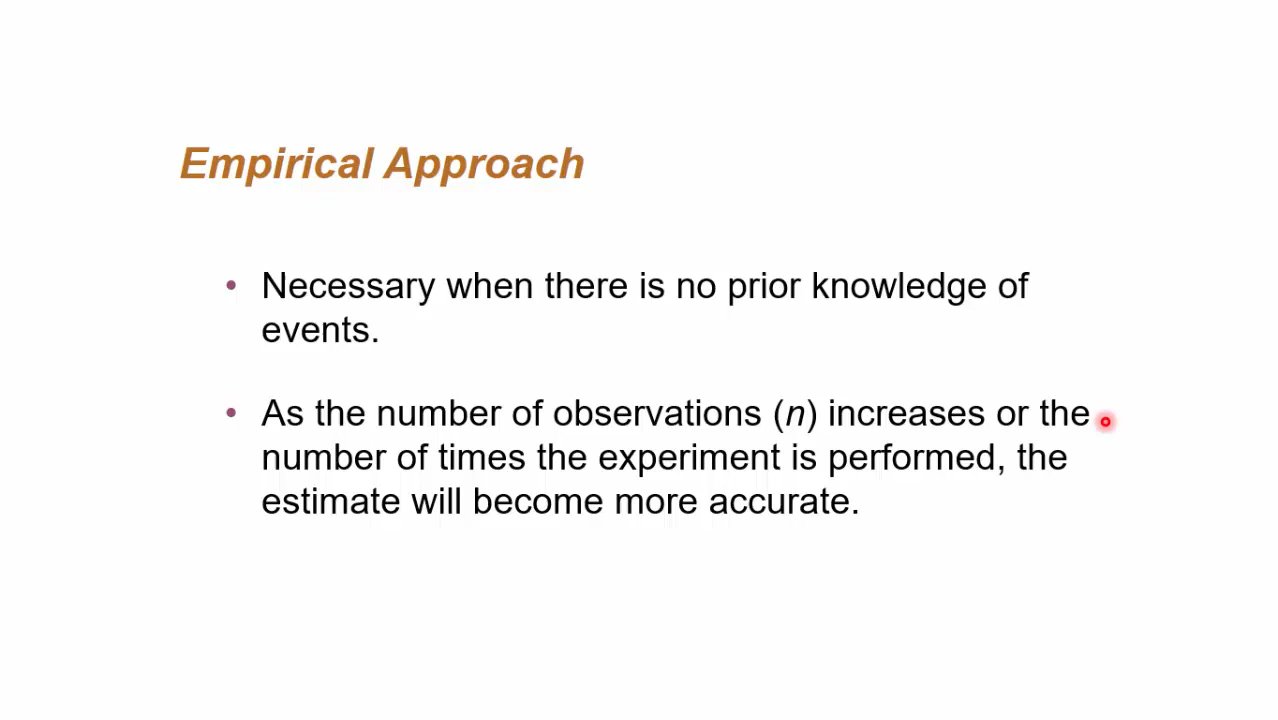 Empirical Approach
• Necessary when there is no prior knowledge of
events.
• As the number of observations (n) increases or the
number of times the experiment is performed, the
estimate will become more accurate.